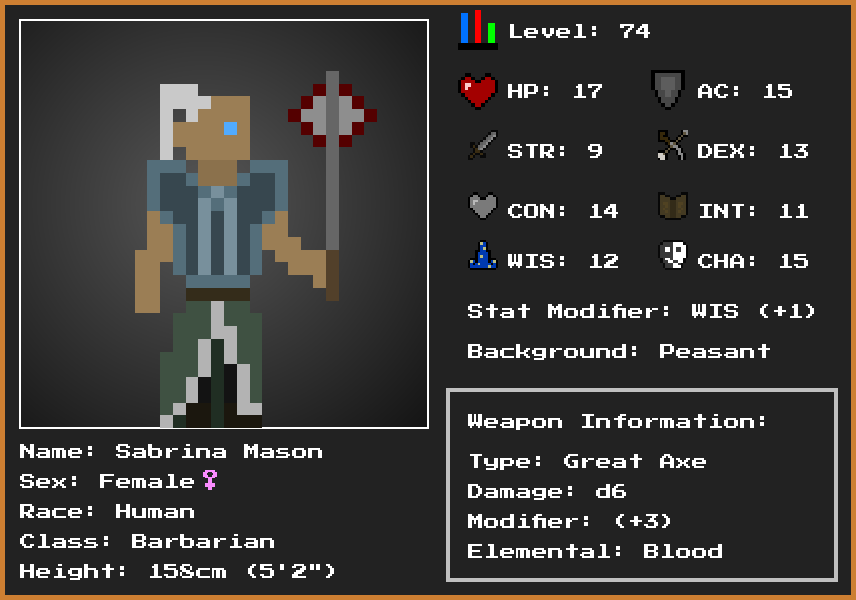 Level: 74
HP: 17
AC: 15
STR: 9
DEX: 13
CON: 14
INT: 11
WIS: 12
CHA: 15
Stat Modifier: WIS (+1)
Background: Peasant
Weapon Information:
Type: Great Axe
Damage: d6
Modifier: (+3)
Elemental: Blood
Name: Sabrina Mason
Sex: Female♀
Race: Human
Class: Barbarian
Height: 158cm (5'2")